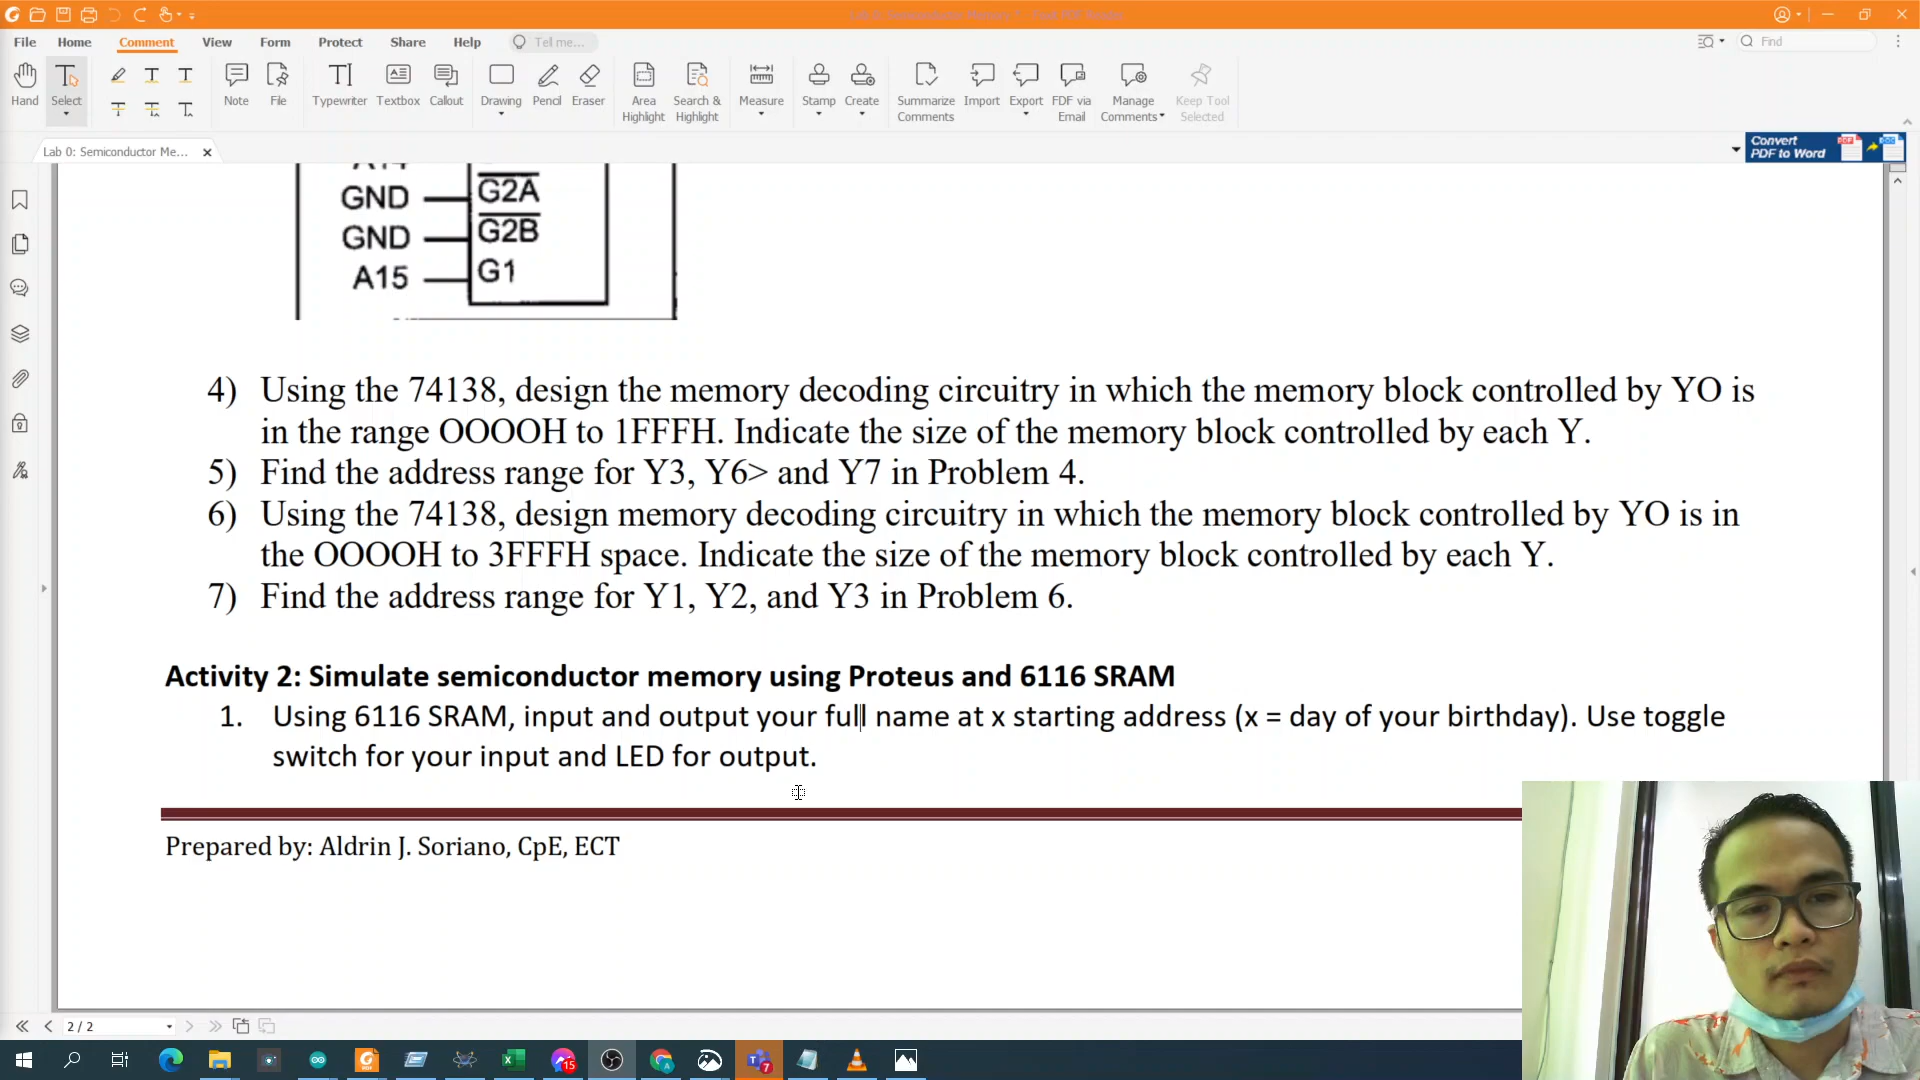 File Home Comment View Form Protect Share Help Tell me... Find
Hand Select Note File Typewriter Textbox Callout Drawing Pencil Eraser Area Highlight Search & Highlight Measure Stamp Create Summarize Comments Import Export FDF via Email Manage Comments Keep Tool Selected
Lab 0: Semiconductor Me...
Convert
PDF to Word
GND G2A
GND G2B
A15 G1
4) Using the 74138, design the memory decoding circuitry in which the memory block controlled by YO is
in the range OOOOH to 1FFFH. Indicate the size of the memory block controlled by each Y.
5) Find the address range for Y3, Y6> and Y7 in Problem 4.
6) Using the 74138, design memory decoding circuitry in which the memory block controlled by YO is in
the OOOOH to 3FFFH space. Indicate the size of the memory block controlled by each Y.
7) Find the address range for Y1, Y2, and Y3 in Problem 6.
Activity 2: Simulate semiconductor memory using Proteus and 6116 SRAM
1. Using 6116 SRAM, input and output your full name at x starting address (x = day of your birthday). Use toggle
switch for your input and LED for output.
Prepared by: Aldrin J. Soriano, CpE, ECT
2 / 2
15
7